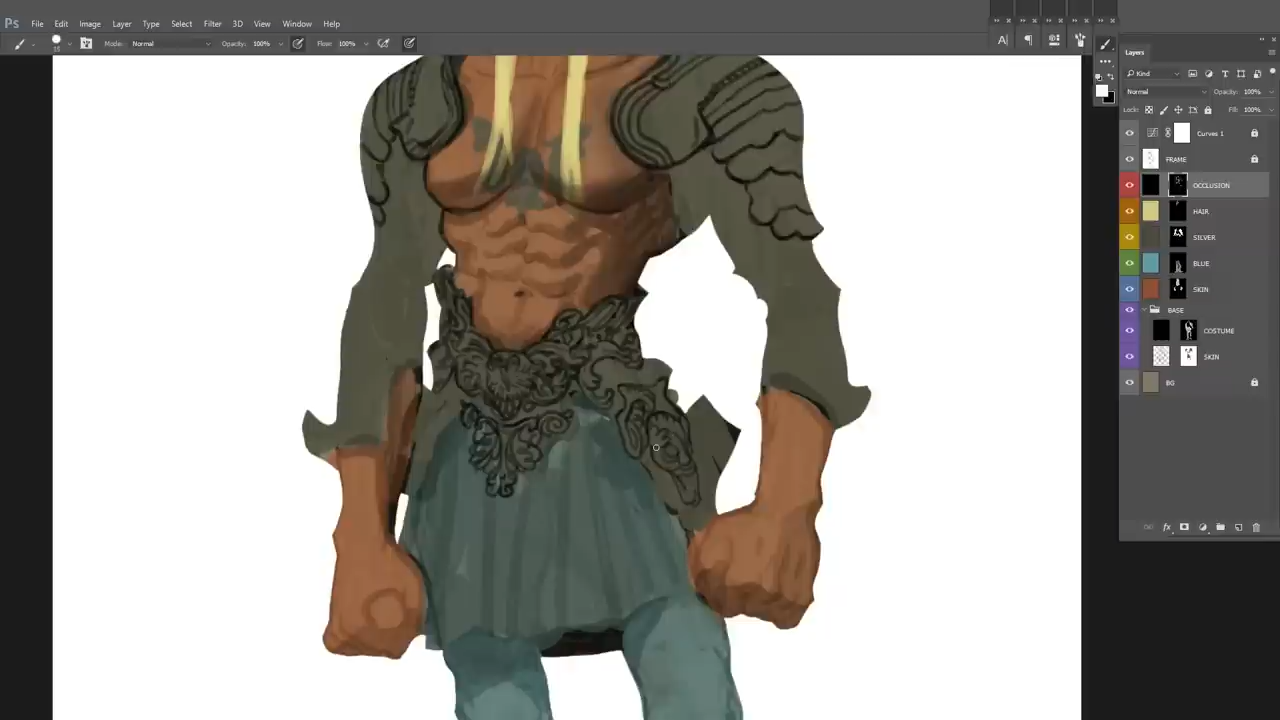 Ps File Edit Image Layer Type Select Filter 3D View Window Help
Mode: Normal Opacity: 100% Flow: 100%
A| ¶
Layers
Kind
Normal Opacity: 100%
Lock: Fill: 100%
Curves 1
FRAME
OCCLUSION
HAIR
SILVER
BLUE
SKIN
BASE
COSTUME
SKIN
BG
fx